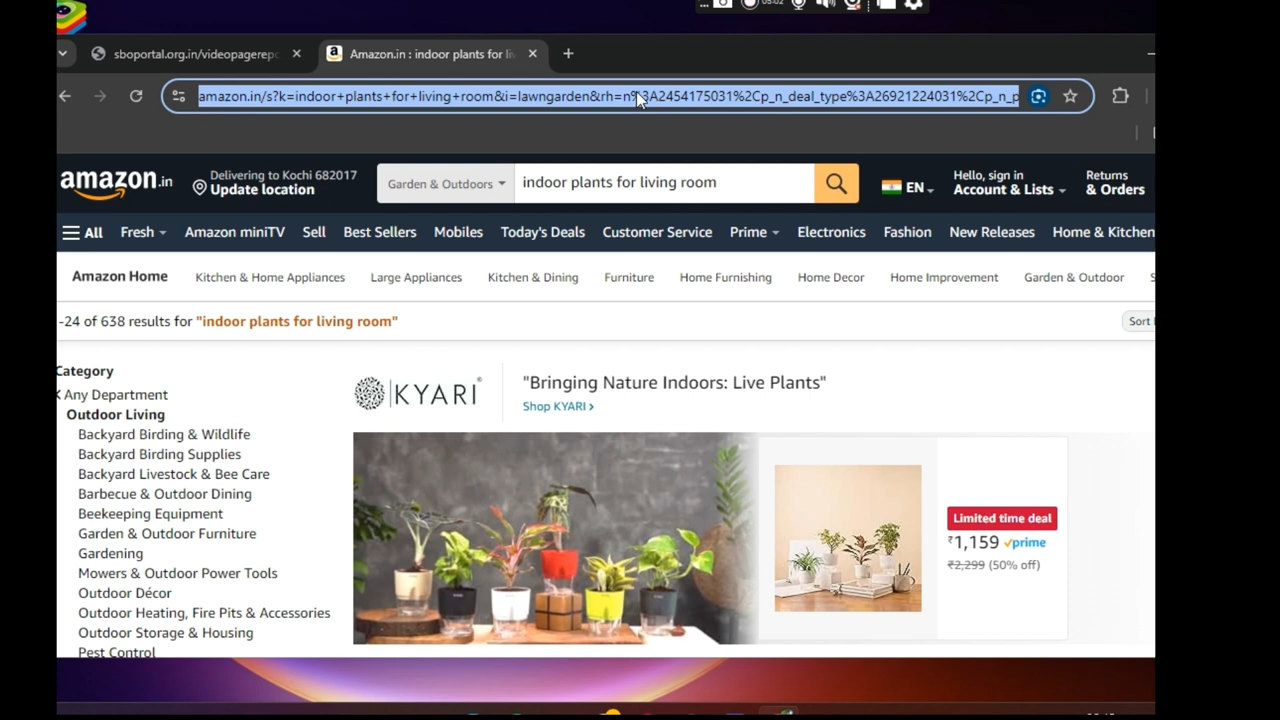 05:02
sboportal.org.in/videopagerepo
Amazon.in : indoor plants for li
amazon.in/s?k=indoor+plants+for+living+room&i=lawngarden&rh=n%3A2454175031%2Cp_n_deal_type%3A26921224031%2Cp_n_p
amazon.in
Delivering to Kochi 682017
Update location
Garden & Outdoors
indoor plants for living room
EN
Hello, sign in
Account & Lists
Returns
& Orders
All
Fresh
Amazon miniTV
Sell
Best Sellers
Mobiles
Today's Deals
Customer Service
Prime
Electronics
Fashion
New Releases
Home & Kitchen
Amazon Home
Kitchen & Home Appliances
Large Appliances
Kitchen & Dining
Furniture
Home Furnishing
Home Decor
Home Improvement
Garden & Outdoor
-24 of 638 results for "indoor plants for living room"
Sort
Category
Any Department
Outdoor Living
Backyard Birding & Wildlife
Backyard Birding Supplies
Backyard Livestock & Bee Care
Barbecue & Outdoor Dining
Beekeeping Equipment
Garden & Outdoor Furniture
Gardening
Mowers & Outdoor Power Tools
Outdoor Décor
Outdoor Heating, Fire Pits & Accessories
Outdoor Storage & Housing
Pest Control
KYARI
"Bringing Nature Indoors: Live Plants"
Shop KYARI ›
Limited time deal
₹1,159 prime
₹2,299 (50% off)